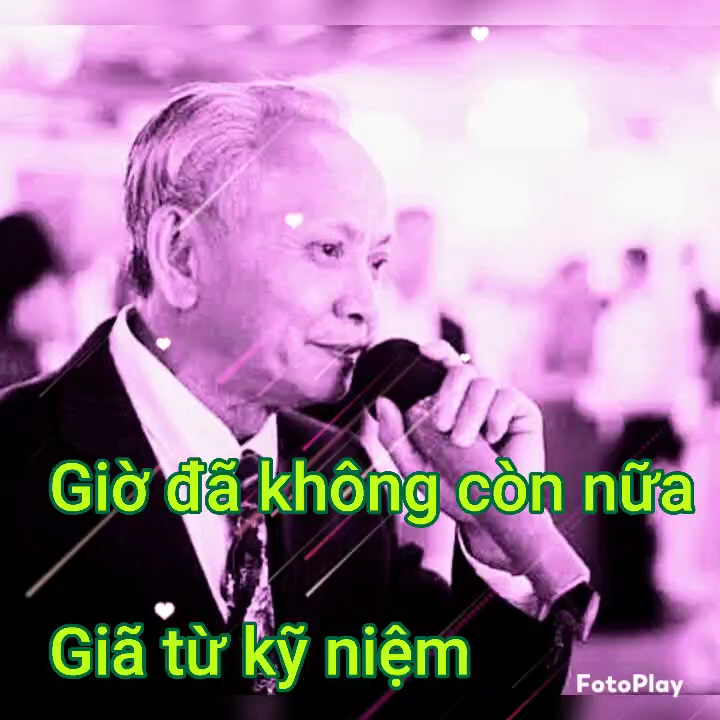 Giờ đã không còn nữa
Giã từ kỹ niệm
FotoPlay